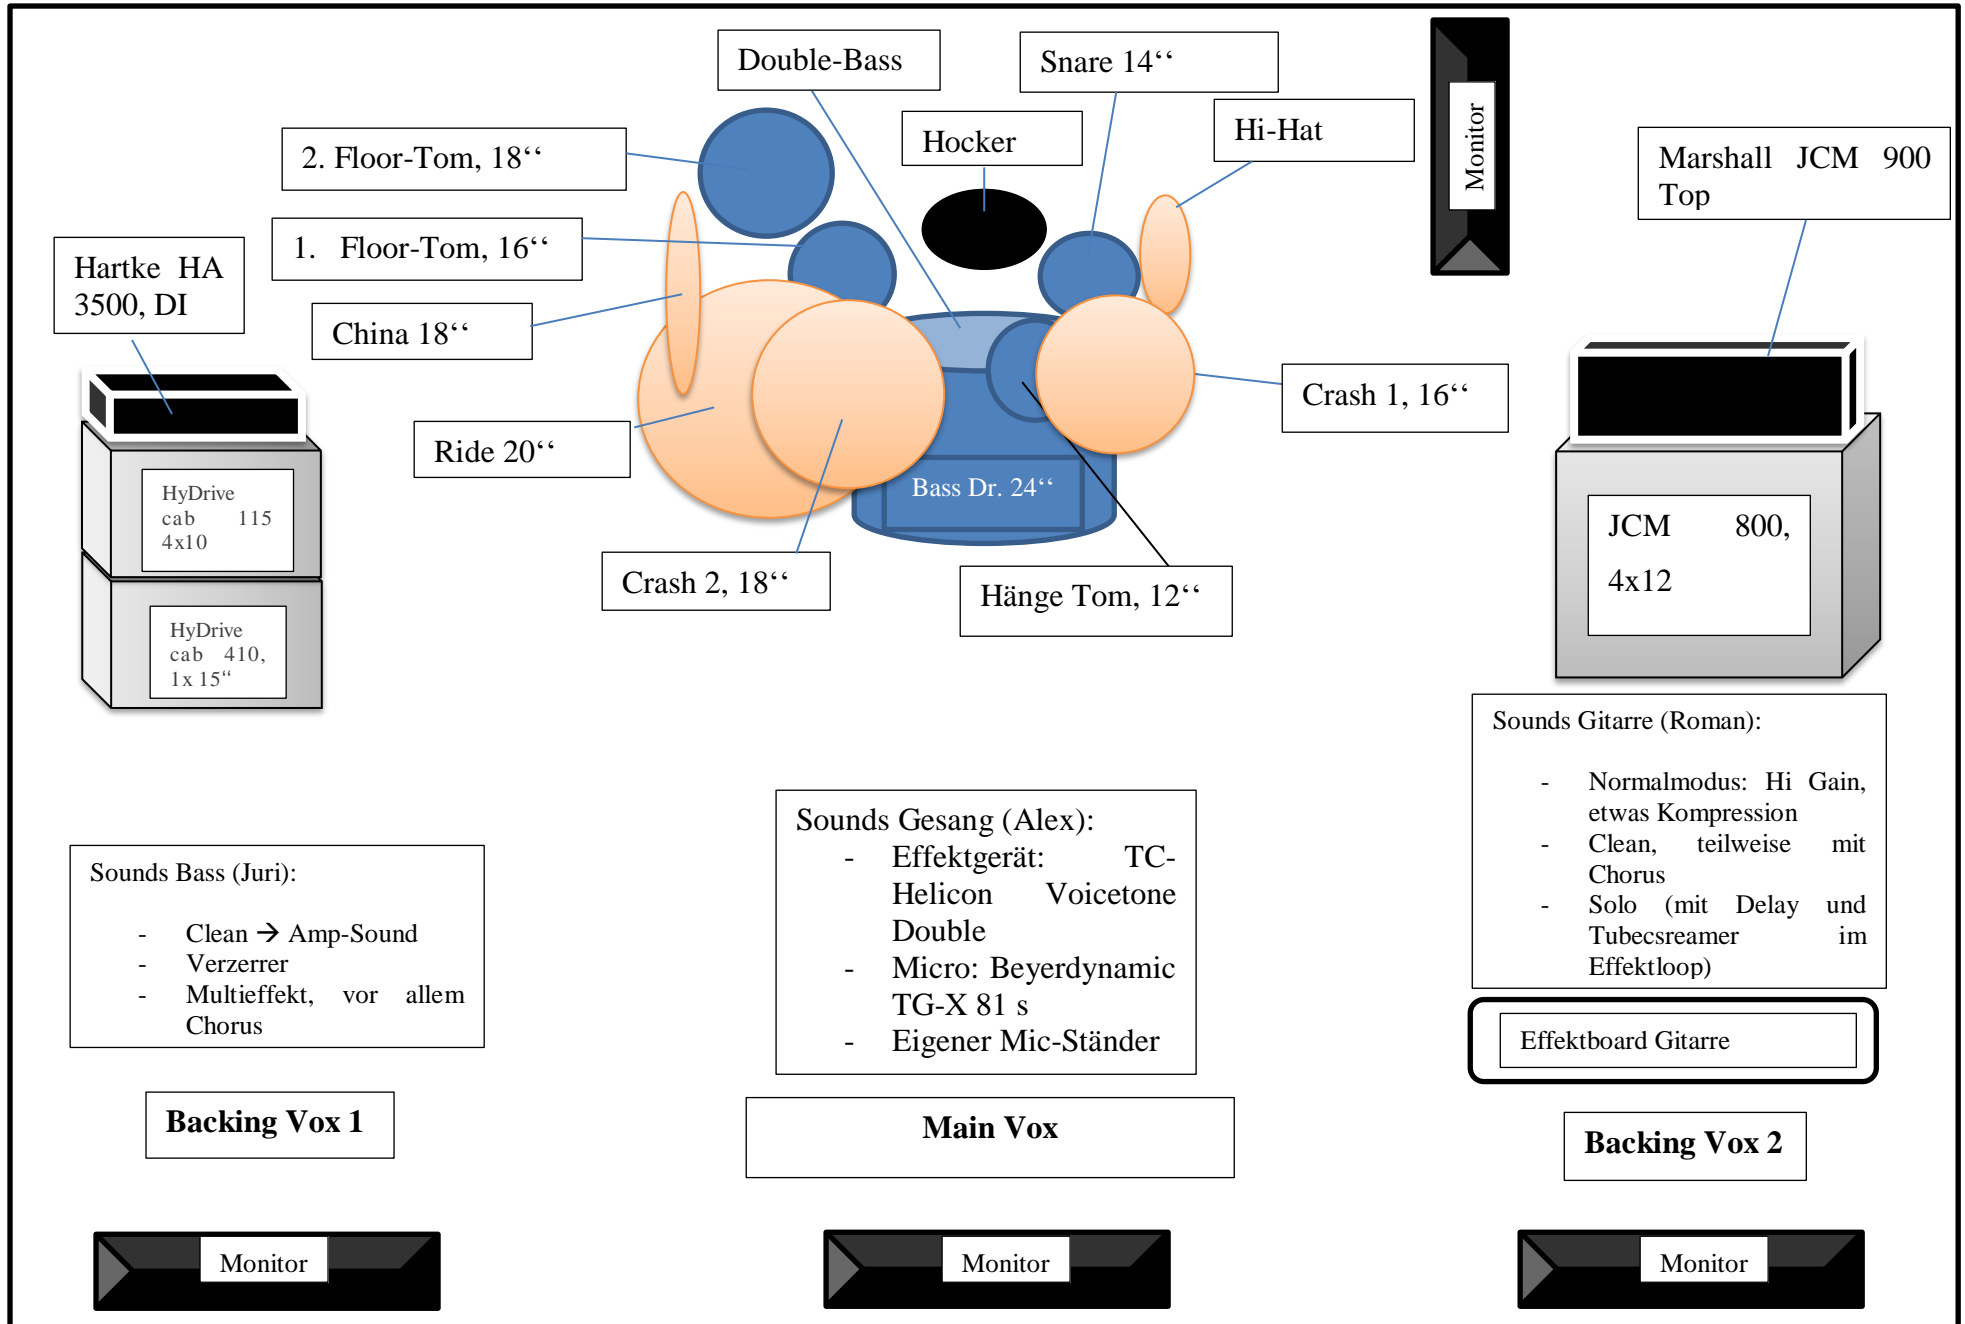 Double-Bass
Snare 14“
Hi-Hat
Monitor
Hocker
2. Floor-Tom, 18“
Marshall JCM 900
Top
1. Floor-Tom, 16“
Hartke HA
3500, DI
China 18“
Crash 1, 16“
Ride 20“
Bass Dr. 24“
HyDrive
cab 115
4x10
JCM 800,
4x12
Crash 2, 18“
Hänge Tom, 12“
HyDrive
cab 410,
1x 15“
Sounds Gitarre (Roman):
- Normalmodus: Hi Gain,
etwas Kompression
- Clean, teilweise mit
Chorus
- Solo (mit Delay und
Tubecsreamer im
Effektloop)
Sounds Gesang (Alex):
- Effektgerät: TC-
Helicon Voicetone
Double
- Micro: Beyerdynamic
TG-X 81 s
- Eigener Mic-Ständer
Sounds Bass (Juri):
- Clean → Amp-Sound
- Verzerrer
- Multieffekt, vor allem
Chorus
Effektboard Gitarre
Backing Vox 1
Main Vox
Backing Vox 2
Monitor
Monitor
Monitor